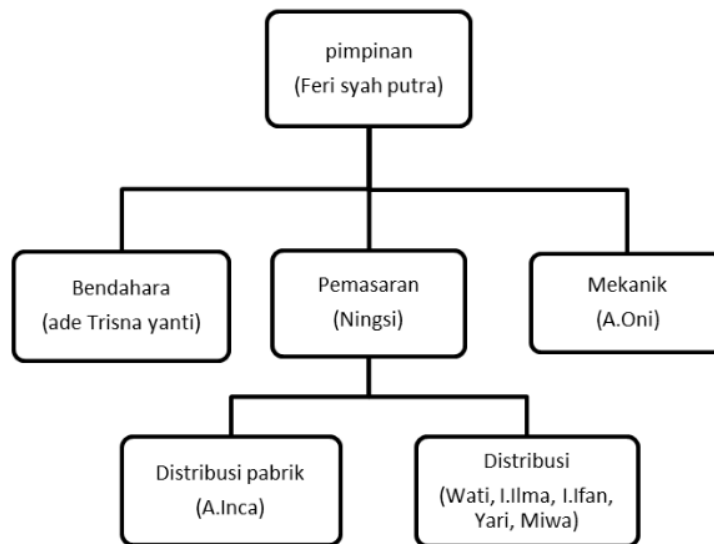 pimpinan
(Feri syah putra)
Bendahara
(ade Trisna yanti)
Pemasaran
(Ningsi)
Mekanik
(A.Oni)
Distribusi pabrik
(A.Inca)
Distribusi
(Wati, I.Ilma, I.Ifan,
Yari, Miwa)